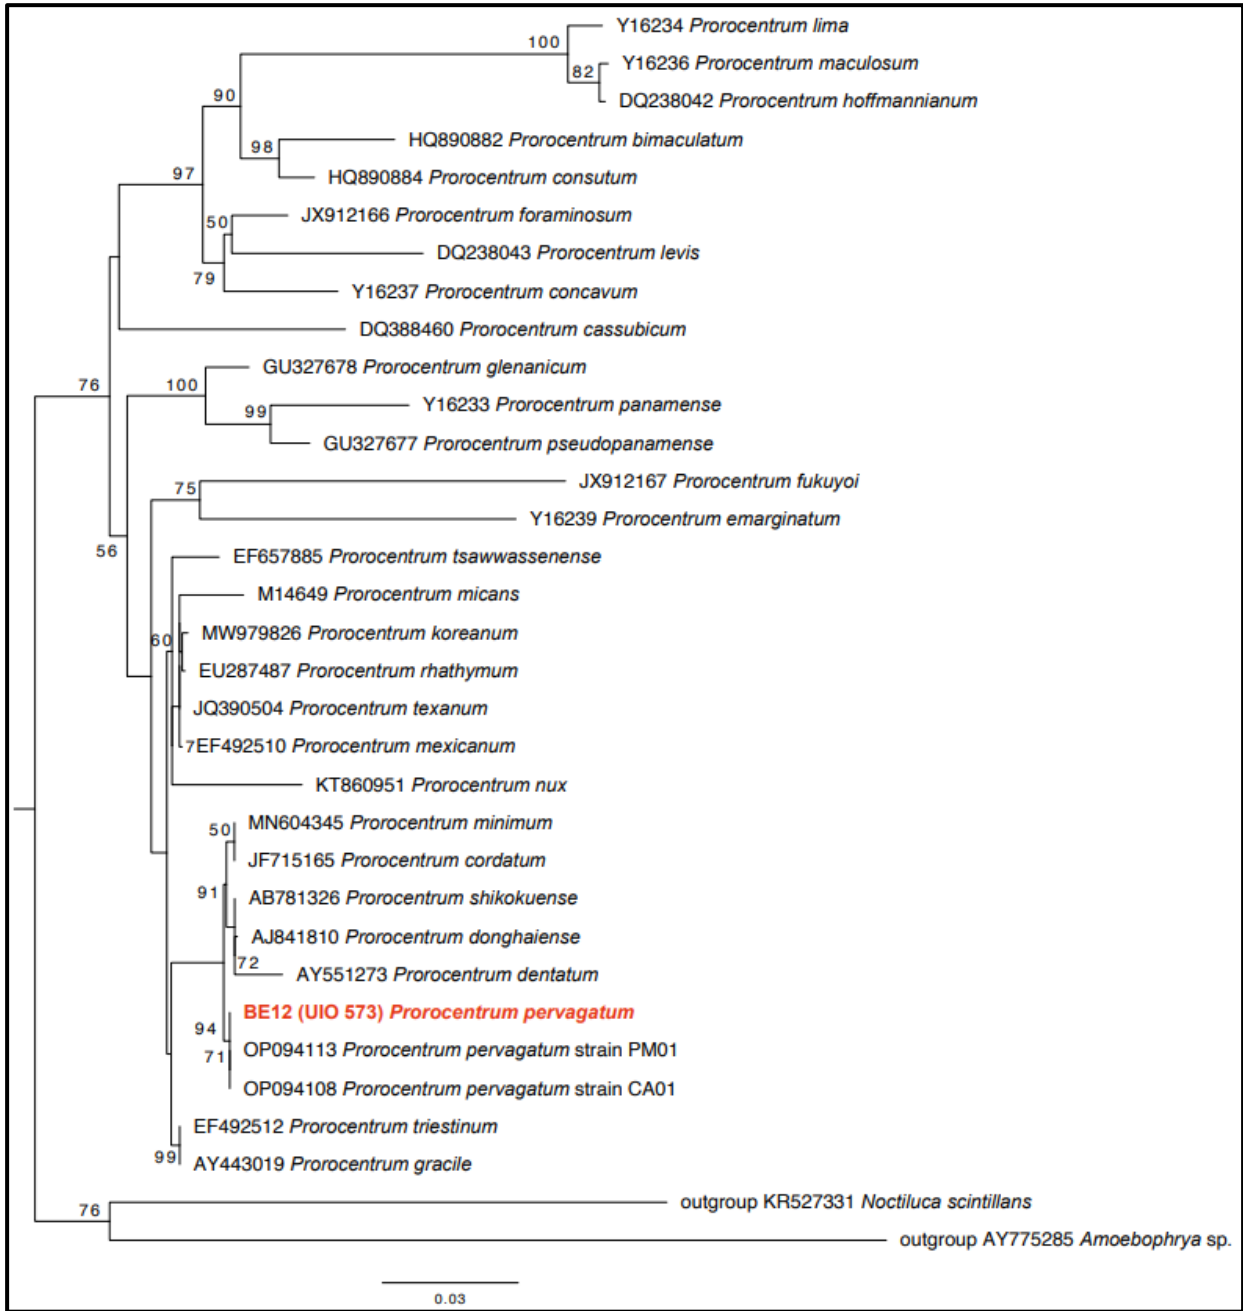 Y16234 Prorocentrum lima
100
Y16236 Prorocentrum maculosum
82
DQ238042 Prorocentrum hoffmannianum
90
HQ890882 Prorocentrum bimaculatum
98
HQ890884 Prorocentrum consutum
97
JX912166 Prorocentrum foraminosum
50
DQ238043 Prorocentrum levis
79
Y16237 Prorocentrum concavum
DQ388460 Prorocentrum cassubicum
GU327678 Prorocentrum glenanicum
76
100
Y16233 Prorocentrum panamense
99
GU327677 Prorocentrum pseudopanamense
JX912167 Prorocentrum fukuyoi
75
Y16239 Prorocentrum emarginatum
56
EF657885 Prorocentrum tsawwassenense
M14649 Prorocentrum micans
60
MW979826 Prorocentrum koreanum
EU287487 Prorocentrum rhathymum
JQ390504 Prorocentrum texanum
7EF492510 Prorocentrum mexicanum
KT860951 Prorocentrum nux
50
MN604345 Prorocentrum minimum
JF715165 Prorocentrum cordatum
91
AB781326 Prorocentrum shikokuense
AJ841810 Prorocentrum donghaiense
72
AY551273 Prorocentrum dentatum
BE12 (UIO 573) Prorocentrum pervagatum
94
OP094113 Prorocentrum pervagatum strain PM01
71
OP094108 Prorocentrum pervagatum strain CA01
EF492512 Prorocentrum triestinum
99
AY443019 Prorocentrum gracile
outgroup KR527331 Noctiluca scintillans
76
outgroup AY775285 Amoebophrya sp.
0.03